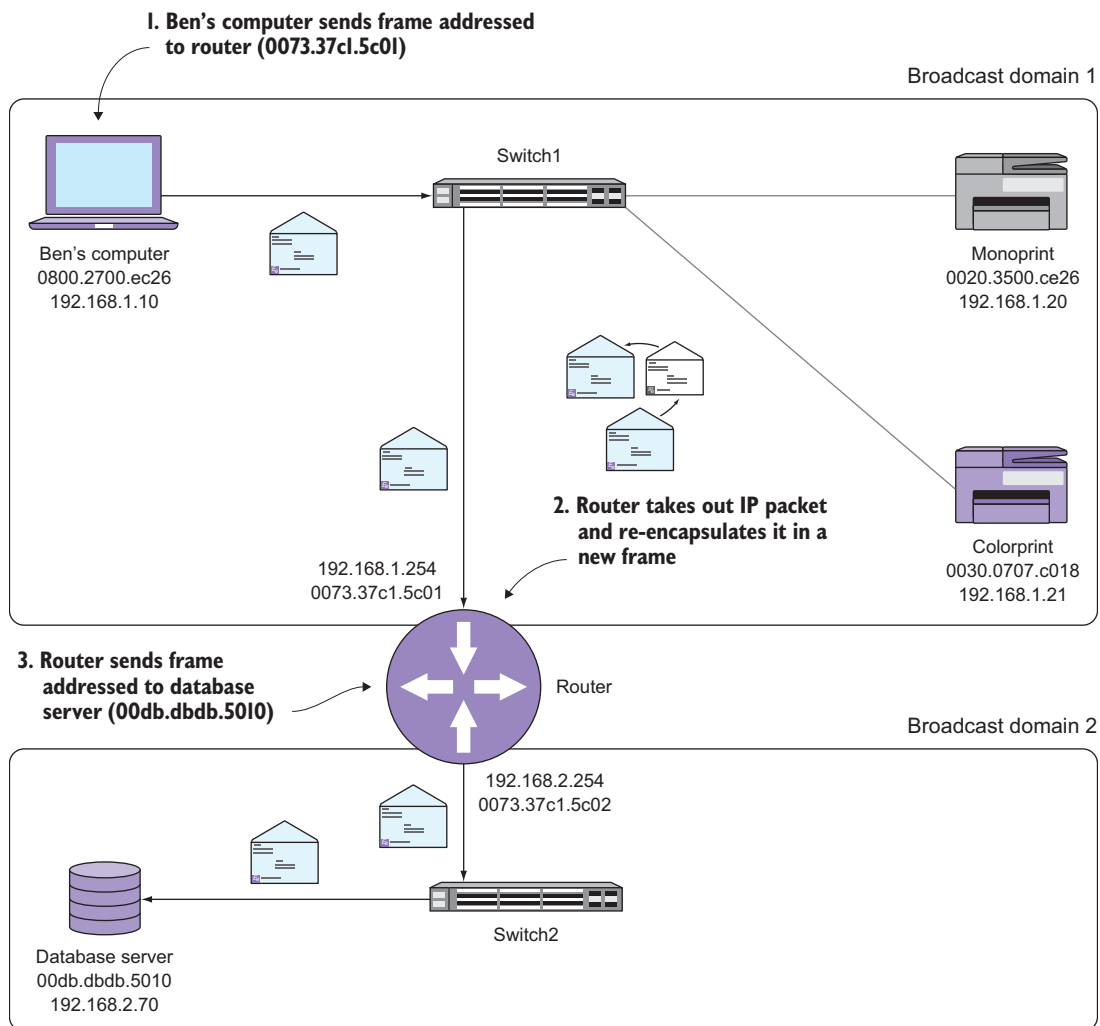 1. Ben's computer sends frame addressed
to router (0073.37c1.5c01)
Broadcast domain 1
Switch1
Ben's computer
0800.2700.ec26
192.168.1.10
Monoprint
0020.3500.ce26
192.168.1.20
2. Router takes out IP packet
and re-encapsulates it in a
new frame
Colorprint
0030.0707.c018
192.168.1.21
192.168.1.254
0073.37c1.5c01
3. Router sends frame
addressed to database
server (00db.dbdb.5010)
Router
Broadcast domain 2
192.168.2.254
0073.37c1.5c02
Switch2
Database server
00db.dbdb.5010
192.168.2.70